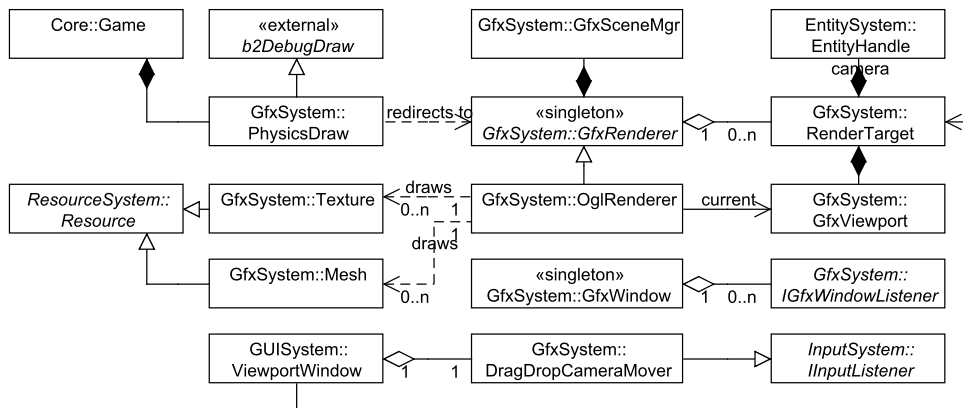 Core::Game
«external»
b2DebugDraw
GfxSystem::GfxSceneMgr
EntitySystem::
EntityHandle
camera
GfxSystem::
PhysicsDraw
redirects to
«singleton»
GfxSystem::GfxRenderer
1
0..n
GfxSystem::
RenderTarget
ResourceSystem::
Resource
GfxSystem::Texture
draws
0..n
1
GfxSystem::OglRenderer
current
GfxSystem::
GfxViewport
1
draws
GfxSystem::Mesh
0..n
«singleton»
GfxSystem::GfxWindow
1
0..n
GfxSystem::
IGfxWindowListener
GUISystem::
ViewportWindow
1
1
GfxSystem::
DragDropCameraMover
InputSystem::
IInputListener